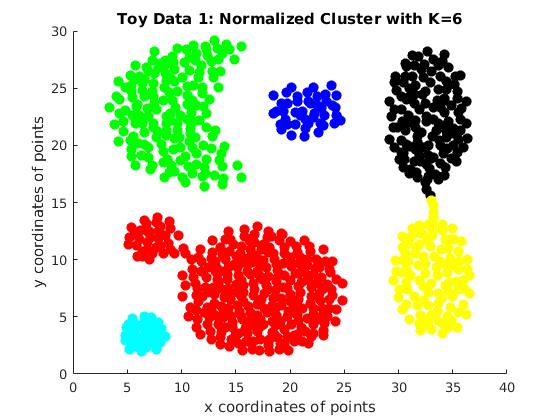 Toy Data 1: Normalized Cluster with K=6
30
25
20
15
10
5
0
y coordinates of points
0 5 10 15 20 25 30 35 40
x coordinates of points